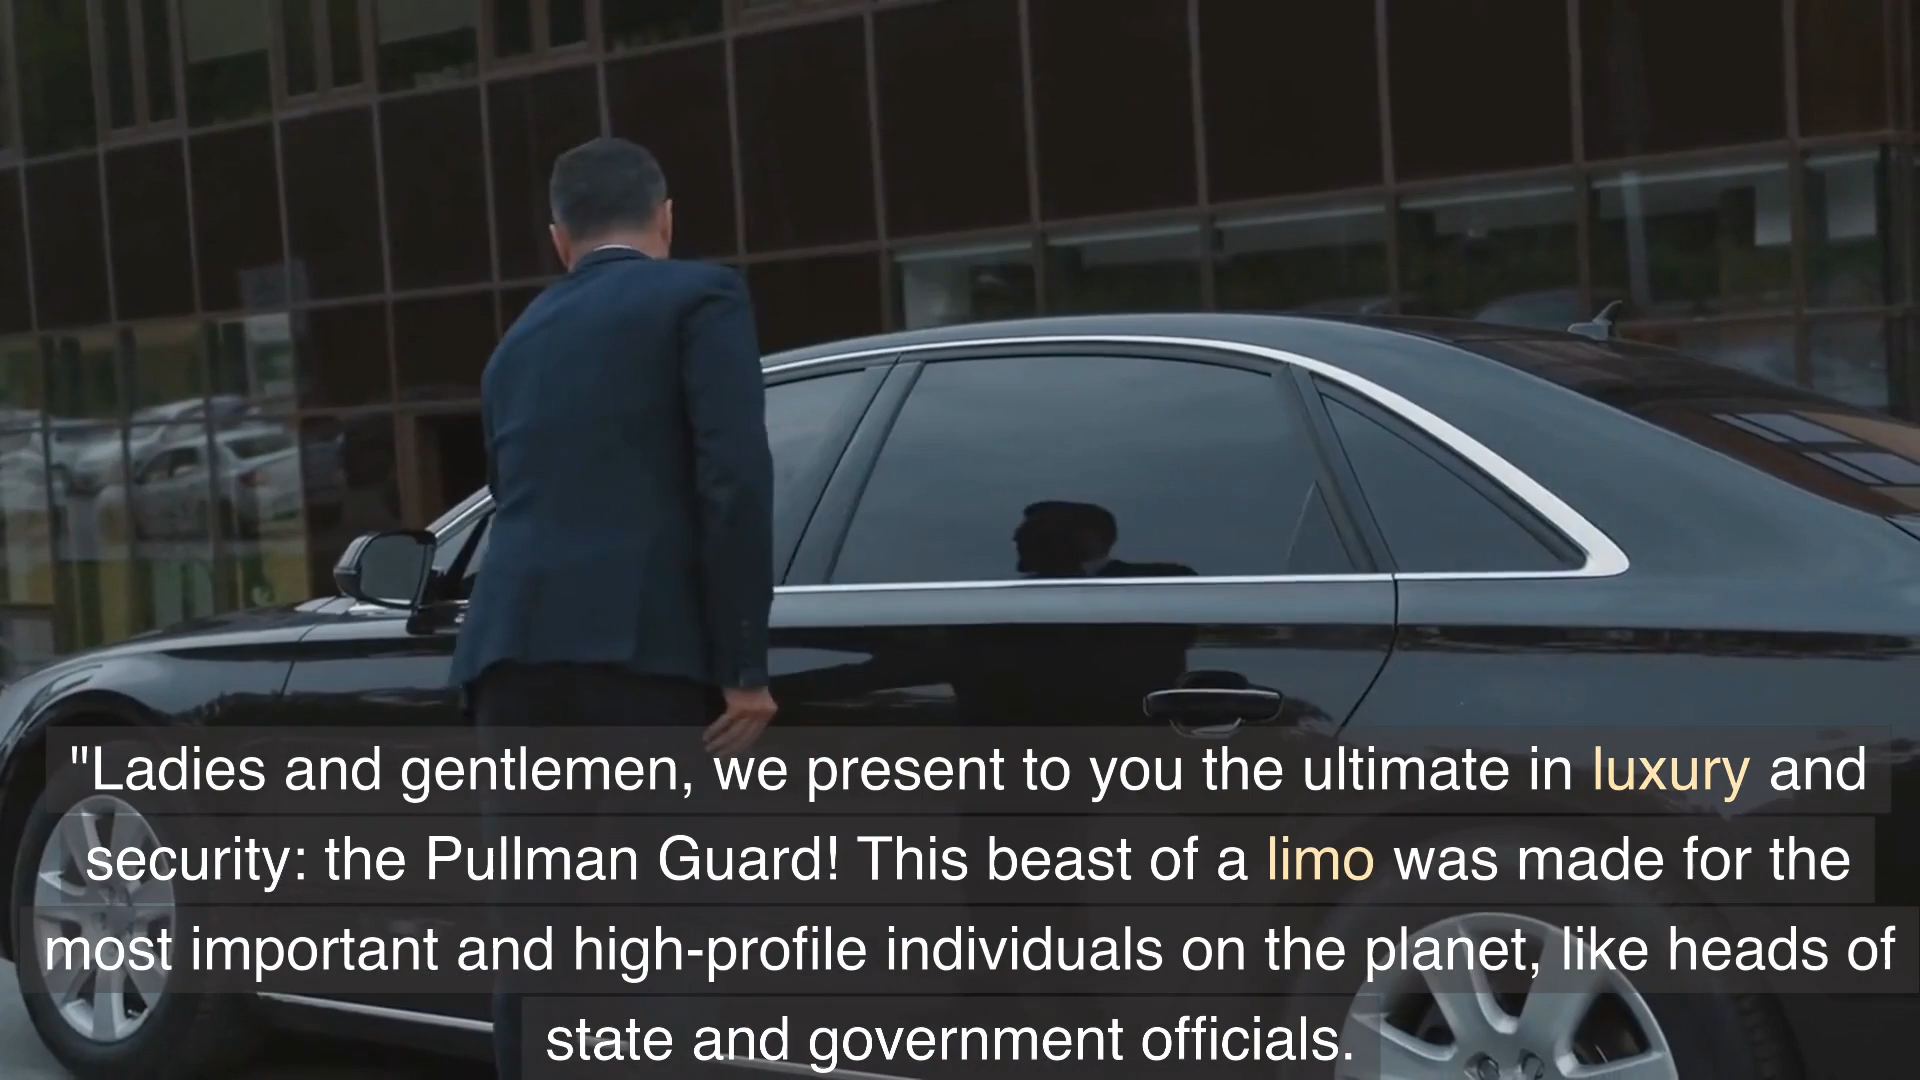 "Ladies and gentlemen, we present to you the ultimate in luxury and
security: the Pullman Guard! This beast of a limo was made for the
most important and high-profile individuals on the planet, like heads of
state and government officials.